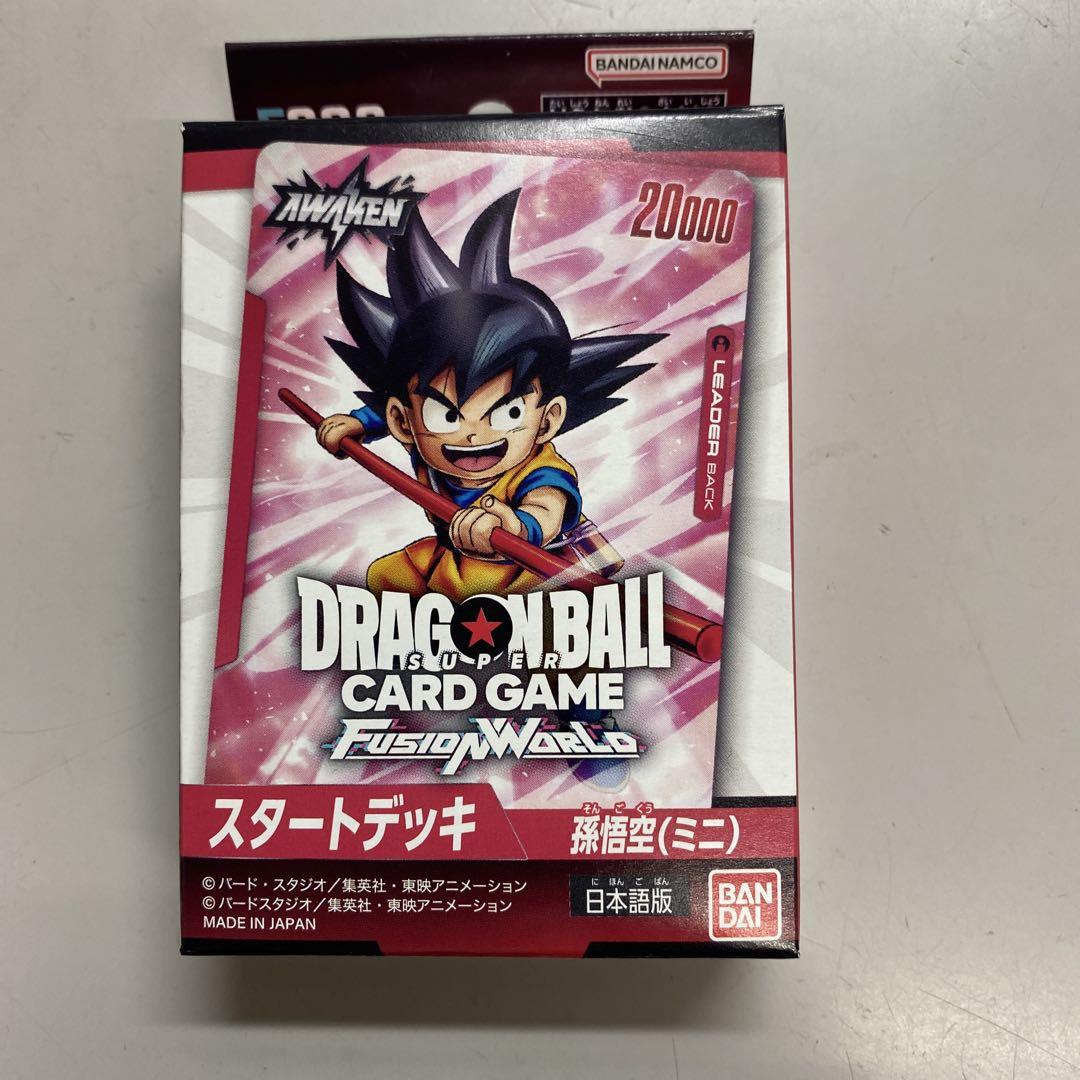 BANDAI NAMCO
AWAKEN
20000
LEADER BACK
DRAGON BALL
SUPER
CARD GAME
FUSION WORLD
スタートデッキ
そん ご くう
孫悟空(ミニ)
©バード・スタジオ/集英社・東映アニメーション
©バードスタジオ/集英社・東映アニメーション
MADE IN JAPAN
に ほん ご ばん
日本語版
BAN
DAI